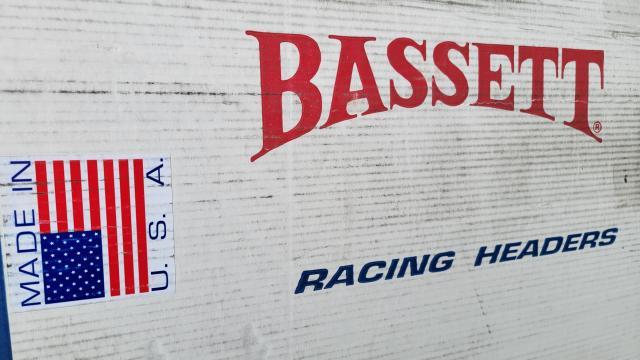 BASSETT®
RACING HEADERS
MADE IN
U. S. A.